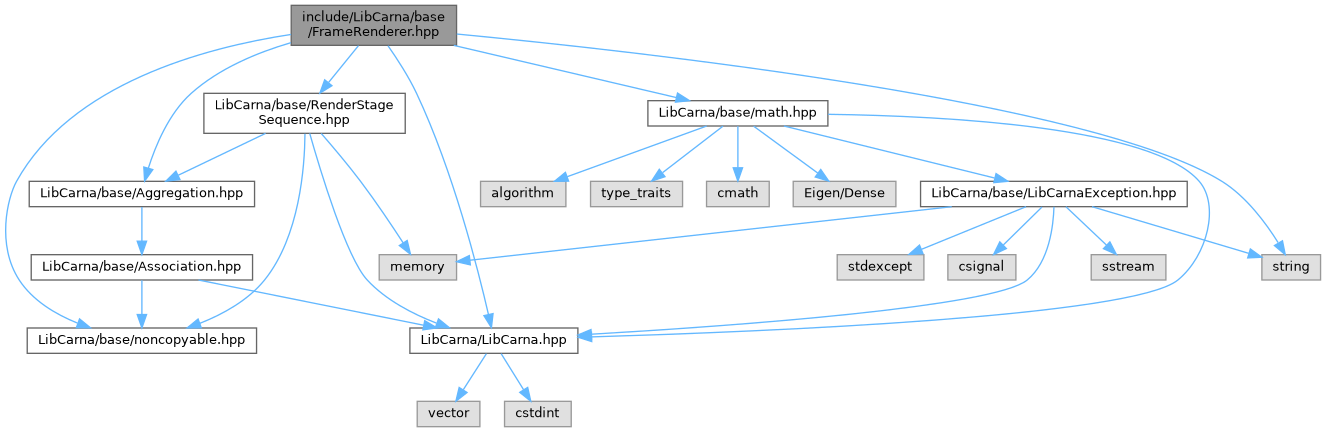 include/LibCarna/base
/FrameRenderer.hpp
LibCarna/base/RenderStage
Sequence.hpp
LibCarna/base/math.hpp
LibCarna/base/Aggregation.hpp
algorithm
type_traits
cmath
Eigen/Dense
LibCarna/base/LibCarnaException.hpp
LibCarna/base/Association.hpp
memory
stdexcept
csignal
sstream
string
LibCarna/base/noncopyable.hpp
LibCarna/LibCarna.hpp
vector
cstdint